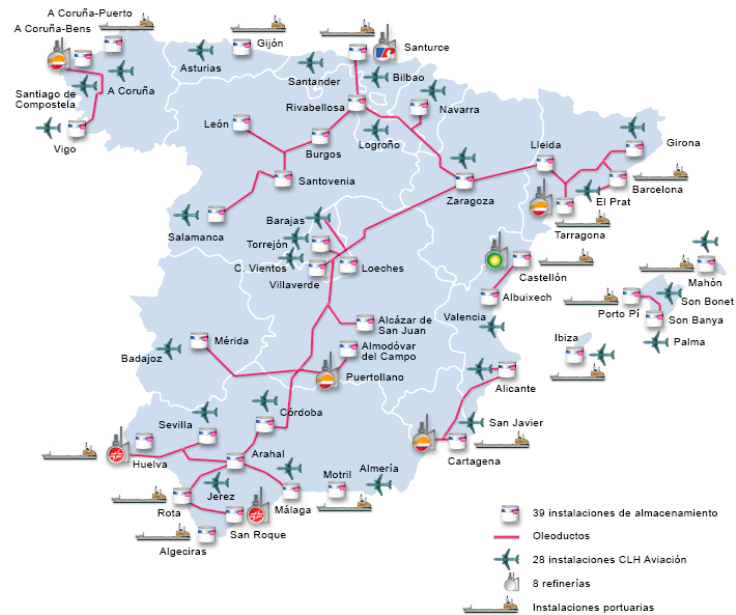 A Coruña-Puerto
A Coruña-Bens
Gijón
Santurce
Asturias
Santander
Bilbao
A Coruña
Santiago de
Compostela
Rivabellosa
Navarra
León
Vigo
Burgos
Logroño
Lleida
Girona
Santovenia
Zaragoza
Barcelona
El Prat
Salamanca
Barajas
Tarragona
Torrejón
C. Vientos
Loeches
Villaverde
Castellón
Mahón
Albuixech
Porto Pí
Son Bonet
Son Banya
Alcázar de
San Juan
Valencia
Mérida
Almodóvar
del Campo
Ibiza
Palma
Badajoz
Puertollano
Alicante
Sevilla
Córdoba
San Javier
Huelva
Arahal
Cartagena
Motril
Almería
Jerez
Rota
Málaga
San Roque
Algeciras
39 instalaciones de almacenamiento
Oleoductos
28 instalaciones CLH Aviación
8 refinerías
Instalaciones portuarias